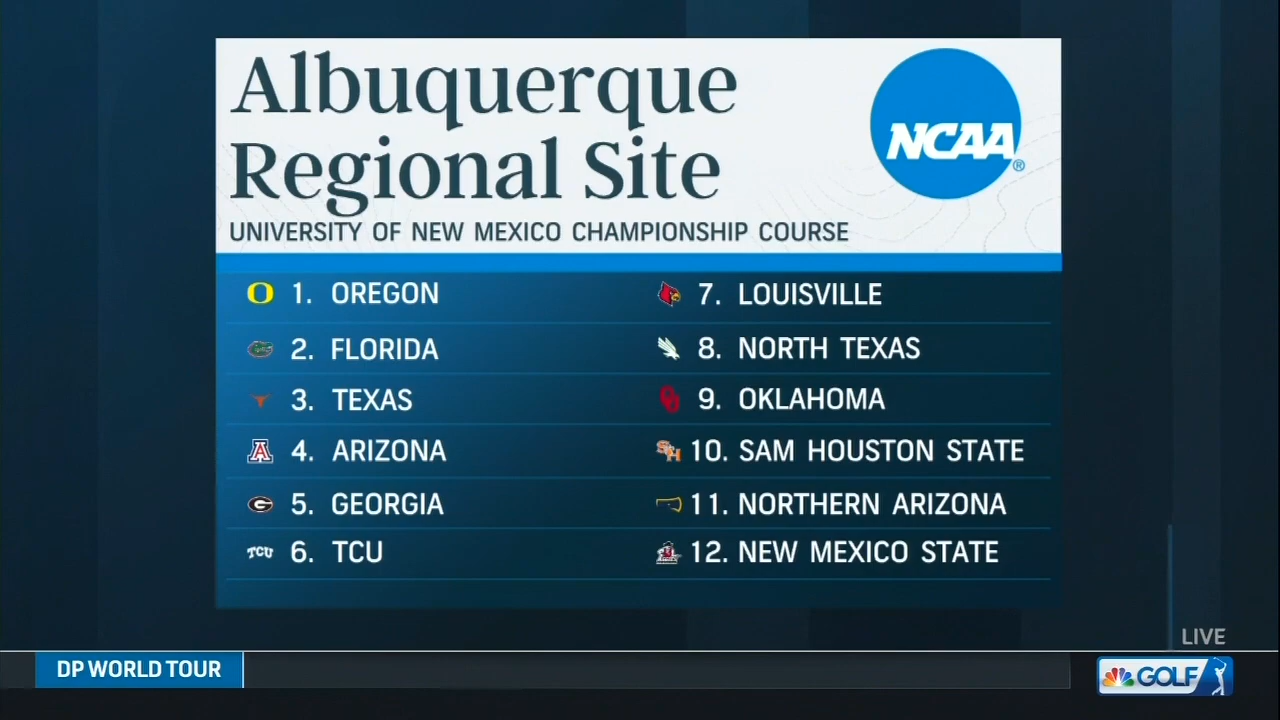 Albuquerque
Regional Site
UNIVERSITY OF NEW MEXICO CHAMPIONSHIP COURSE
NCAA®
1. OREGON
2. FLORIDA
3. TEXAS
4. ARIZONA
5. GEORGIA
TCU 6. TCU
7. LOUISVILLE
8. NORTH TEXAS
9. OKLAHOMA
10. SAM HOUSTON STATE
11. NORTHERN ARIZONA
12. NEW MEXICO STATE
LIVE
DP WORLD TOUR
GOLF